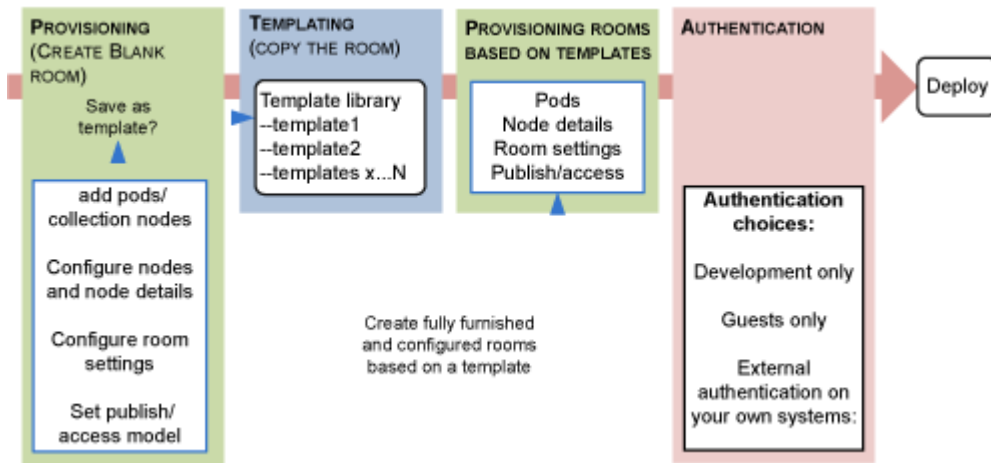 PROVISIONING
(CREATE BLANK
ROOM)
Save as
template?
add pods/
collection nodes
Configure nodes
and node details
Configure room
settings
Set publish/
access model
TEMPLATING
(COPY THE ROOM)
Template library
--template1
--template2
--templates x...N
PROVISIONING ROOMS
BASED ON TEMPLATES
Pods
Node details
Room settings
Publish/access
Create fully furnished
and configured rooms
based on a template
AUTHENTICATION
Authentication
choices:
Development only
Guests only
External
authentication on
your own systems:
Deploy